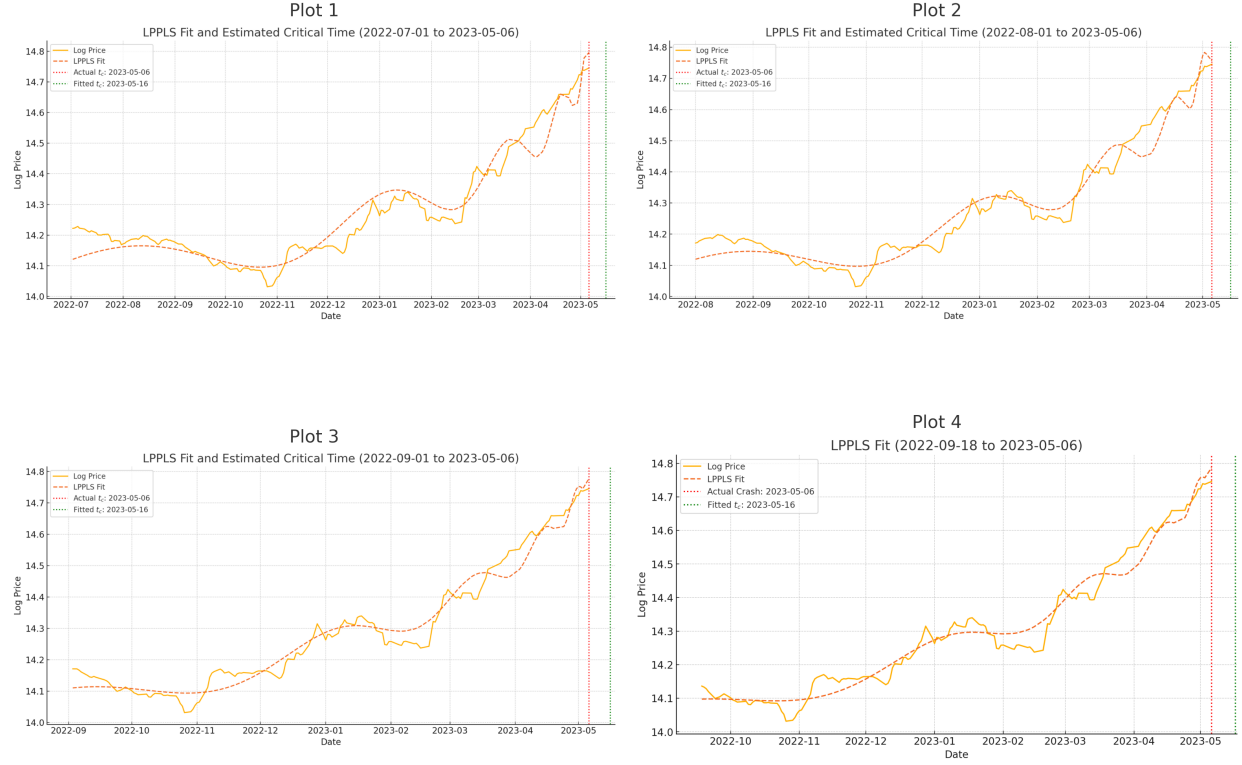 Plot 1
LPPLS Fit and Estimated Critical Time (2022-07-01 to 2023-05-06)
Log Price
LPPLS Fit
Actual t_c: 2023-05-06
Fitted t_c: 2023-05-16
14.8
14.7
14.6
14.5
14.4
14.3
14.2
14.1
14.0
Log Price
2022-07 2022-08 2022-09 2022-10 2022-11 2022-12 2023-01 2023-02 2023-03 2023-04 2023-05
Date
Plot 2
LPPLS Fit and Estimated Critical Time (2022-08-01 to 2023-05-06)
Log Price
LPPLS Fit
Actual t_c: 2023-05-06
Fitted t_c: 2023-05-16
14.8
14.7
14.6
14.5
14.4
14.3
14.2
14.1
14.0
Log Price
2022-08 2022-09 2022-10 2022-11 2022-12 2023-01 2023-02 2023-03 2023-04 2023-05
Date
Plot 3
LPPLS Fit and Estimated Critical Time (2022-09-01 to 2023-05-06)
Log Price
LPPLS Fit
Actual t_c: 2023-05-06
Fitted t_c: 2023-05-16
14.8
14.7
14.6
14.5
14.4
14.3
14.2
14.1
14.0
Log Price
2022-09 2022-10 2022-11 2022-12 2023-01 2023-02 2023-03 2023-04 2023-05
Date
Plot 4
LPPLS Fit (2022-09-18 to 2023-05-06)
Log Price
LPPLS Fit
Actual Crash: 2023-05-06
Fitted t_c: 2023-05-16
14.8
14.7
14.6
14.5
14.4
14.3
14.2
14.1
14.0
Log Price
2022-10 2022-11 2022-12 2023-01 2023-02 2023-03 2023-04 2023-05
Date